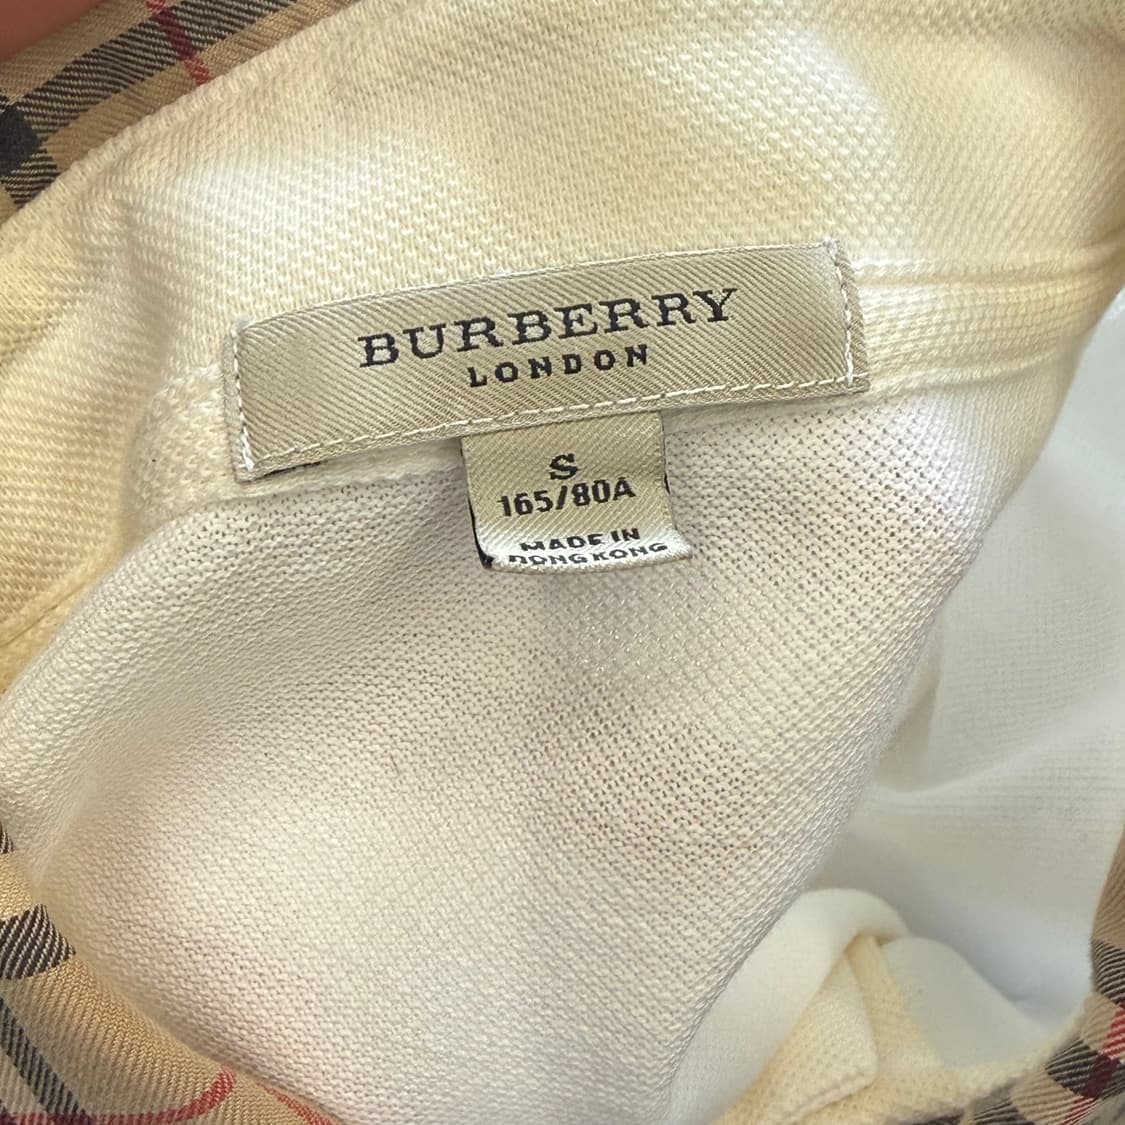 BURBERRY
LONDON
S
165/80A
MADE IN
HONG KONG